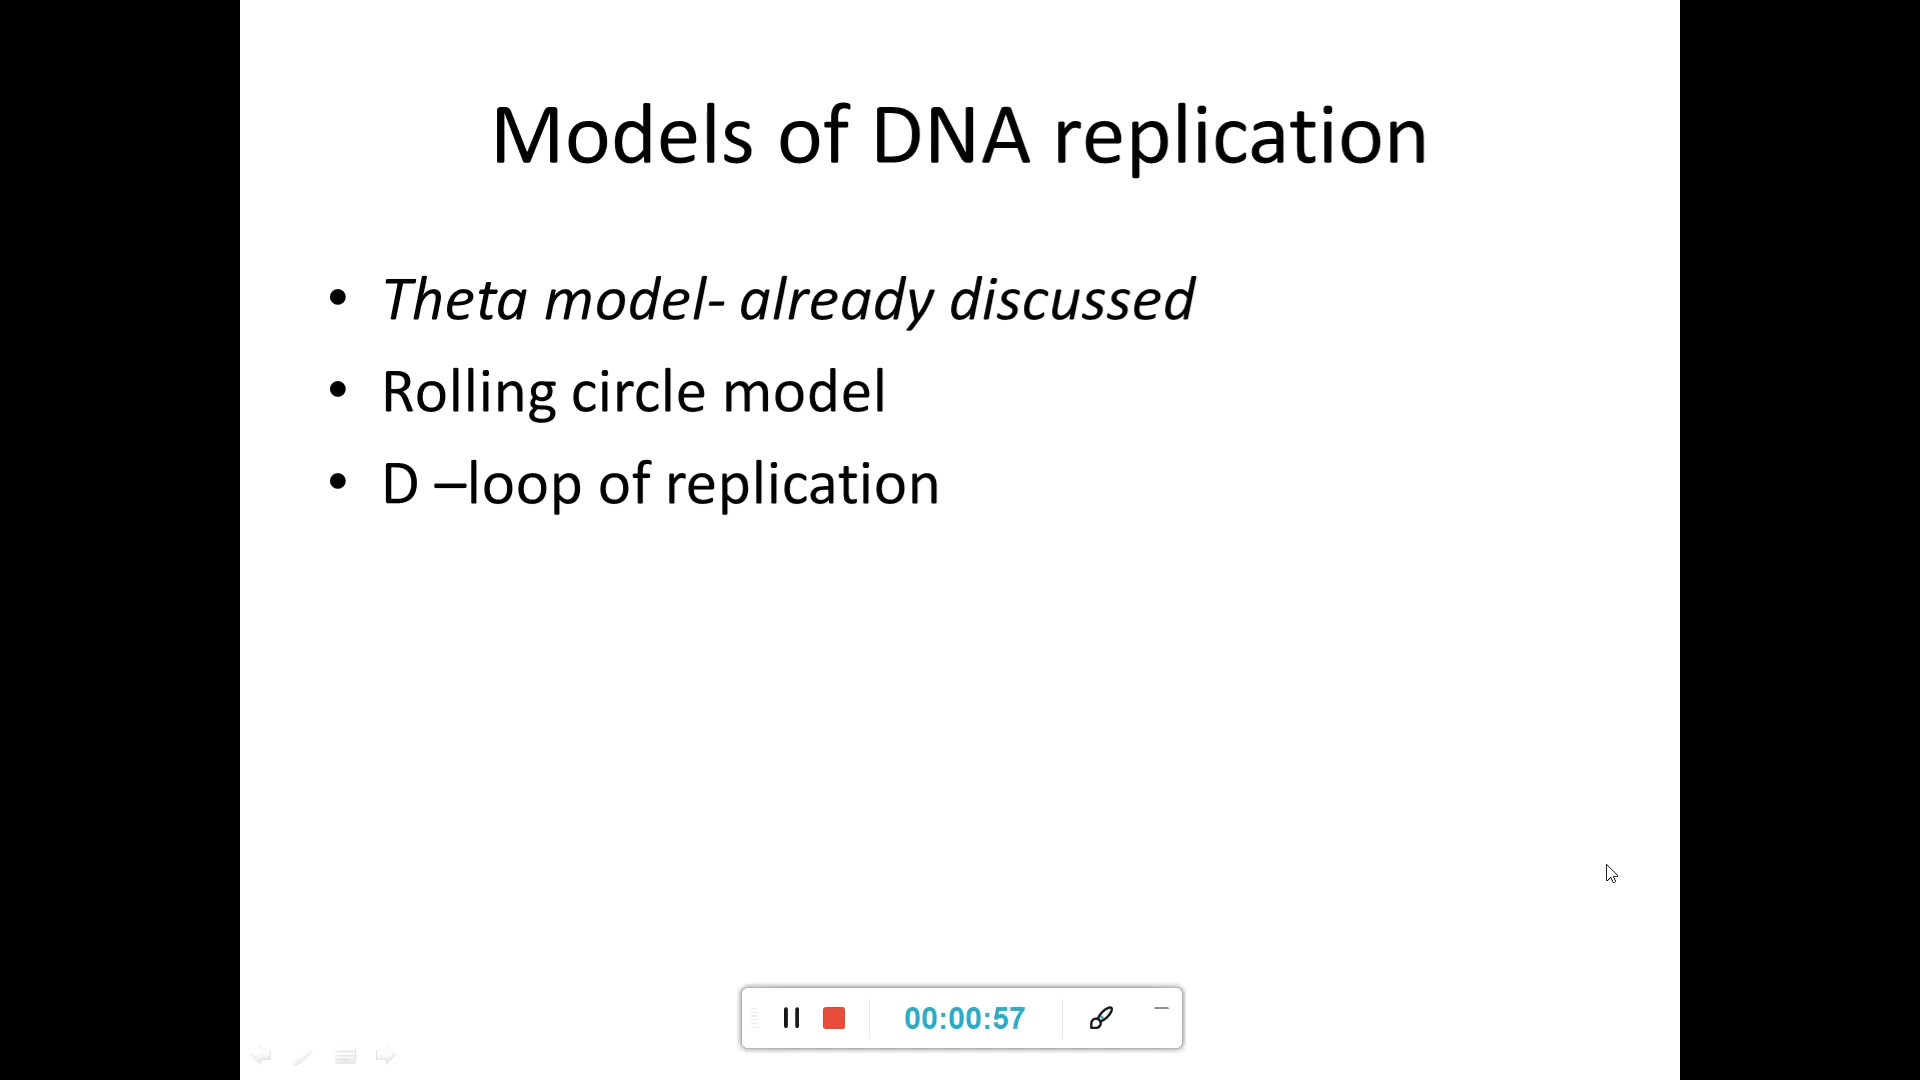 Models of DNA replication
• Theta model- already discussed
• Rolling circle model
• D –loop of replication
00:00:57